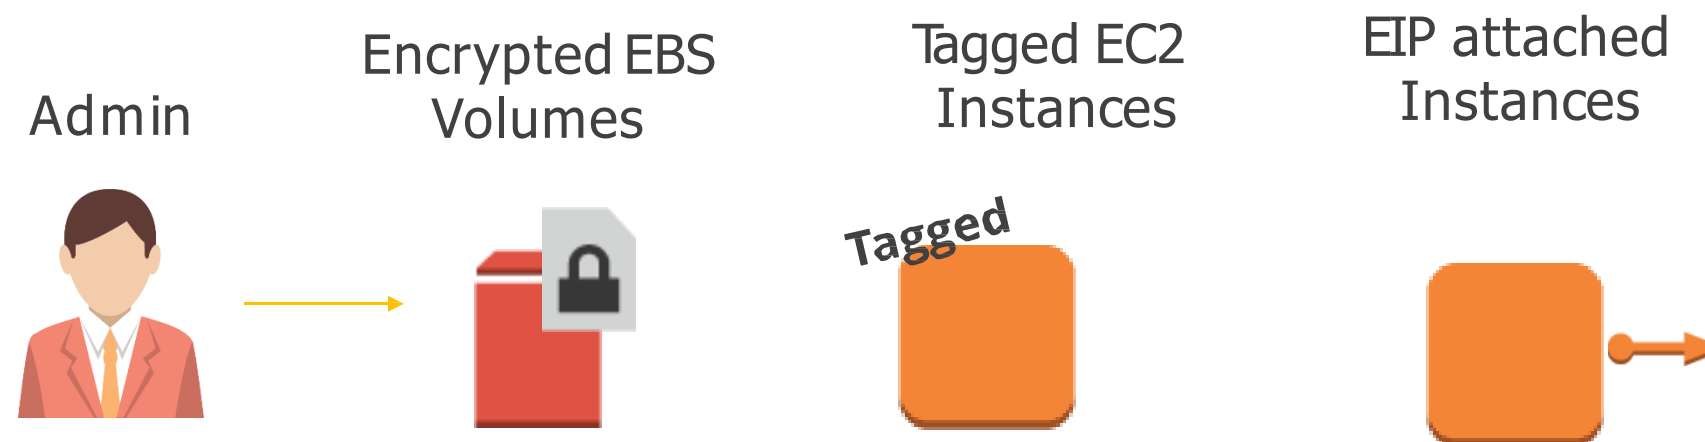 Admin
Encrypted EBS
Volumes
Tagged EC2
Instances
EIP attached
Instances
Tagged